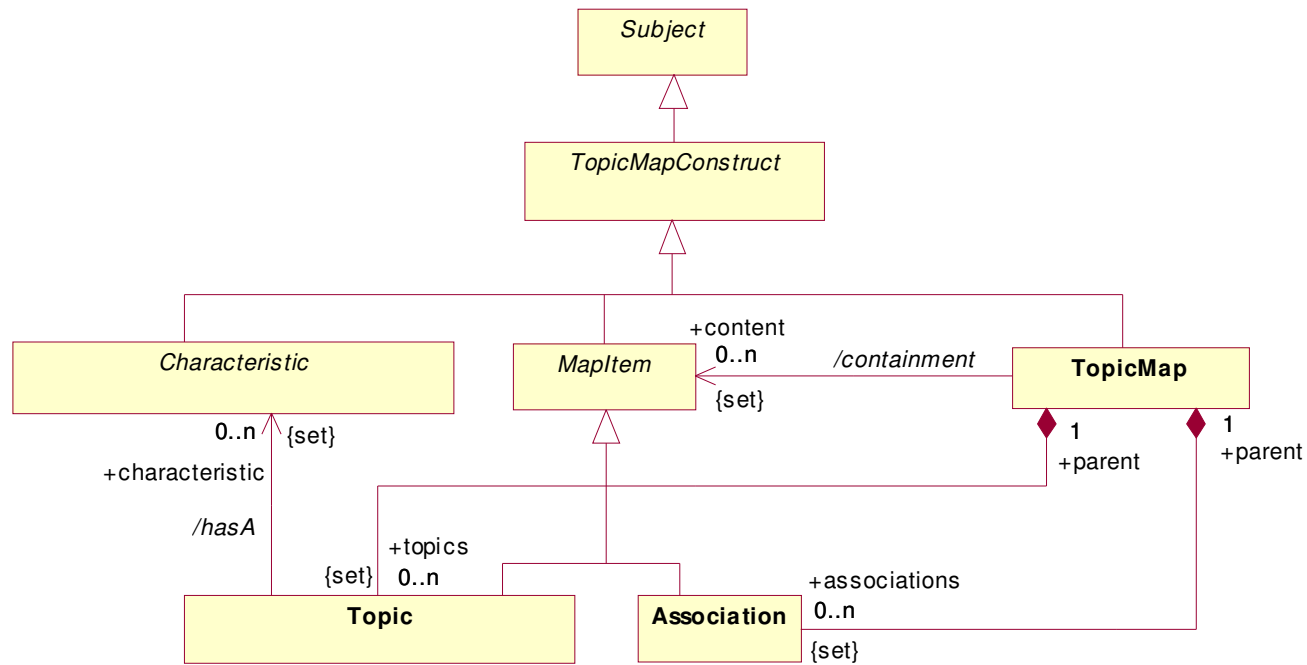 Subject
TopicMapConstruct
Characteristic
MapItem
TopicMap
+content
0..n
/containment
{set}
0..n
{set}
+characteristic
/hasA
1
+parent
1
+parent
+topics
{set}
0..n
+associations
0..n
{set}
Topic
Association